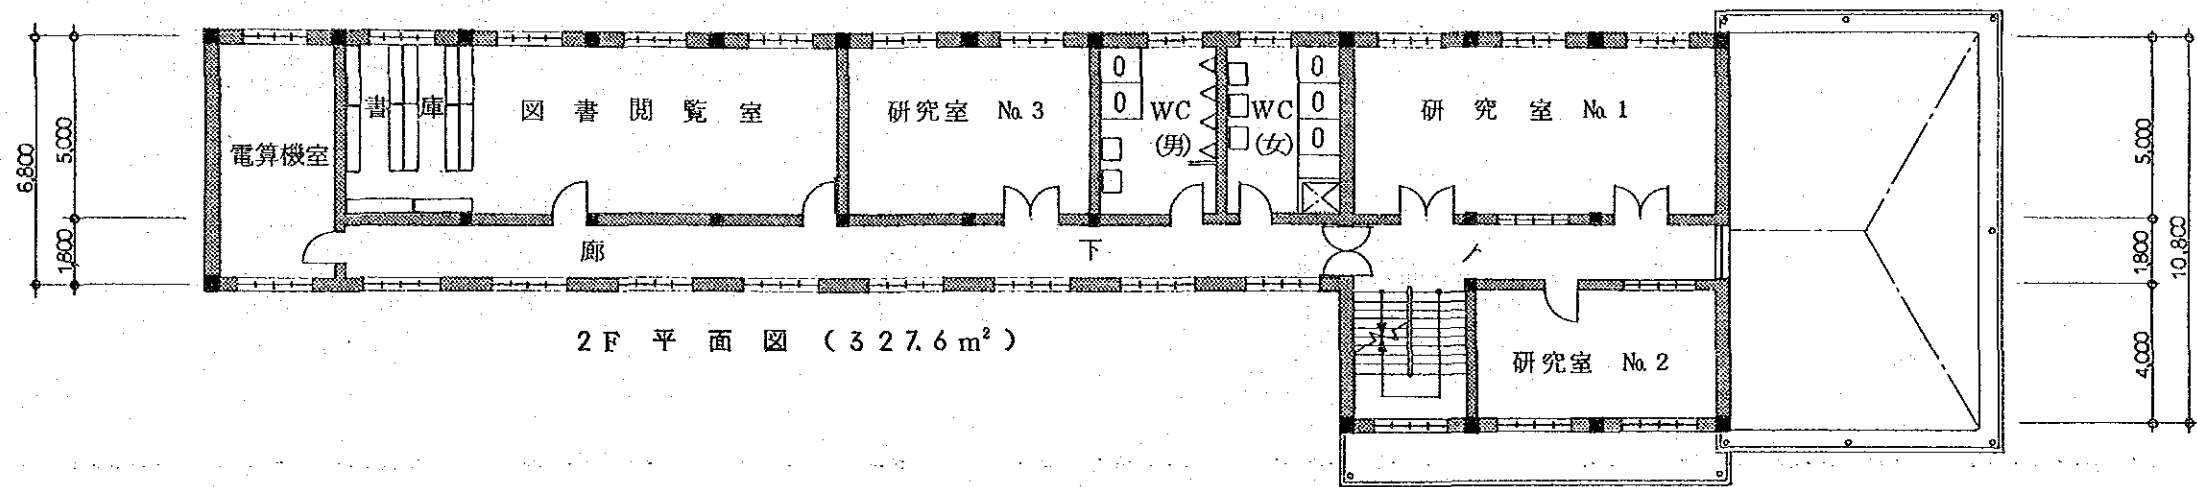 電算機室
書庫
図書閲覧室
研究室 No.3
WC
(男)
WC
(女)
研究室 No.1
廊下
研究室 No.2
2F 平面図 (327.6m²)
6,800
5,000
1,800
5,000
1,800
4,000
10,800